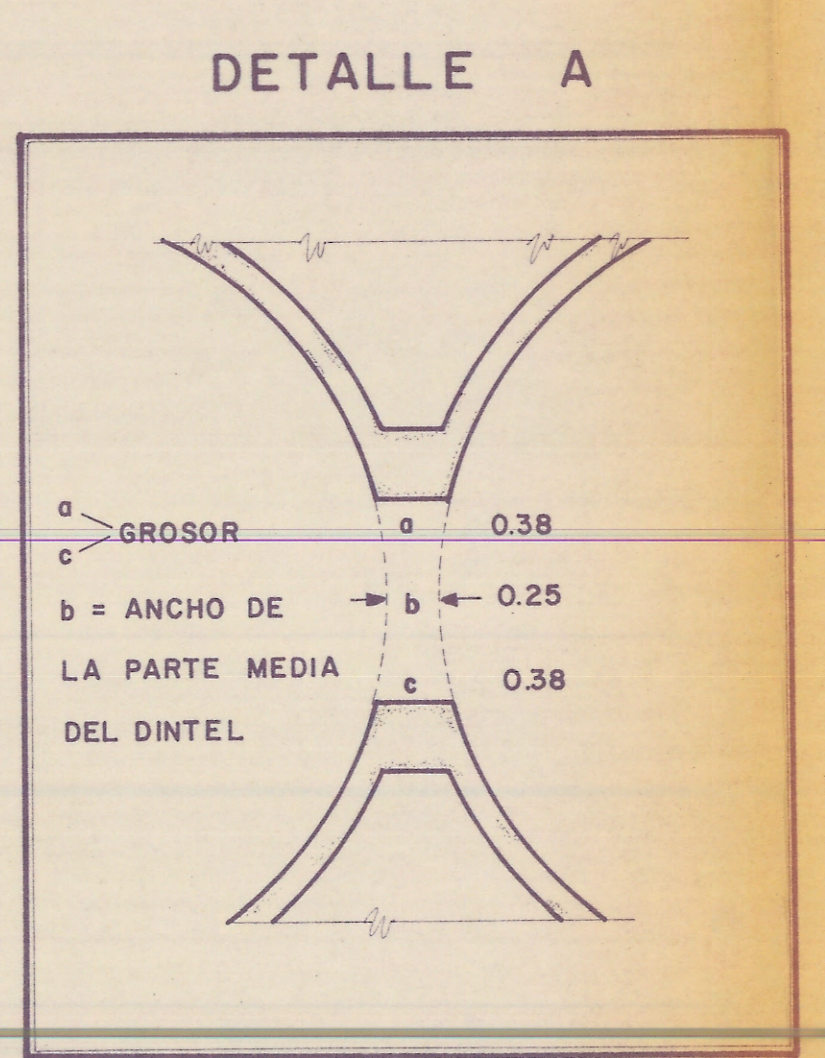 DETALLE A
a
GROSOR
c
b = ANCHO DE
LA PARTE MEDIA
DEL DINTEL
a 0.38
b 0.25
c 0.38